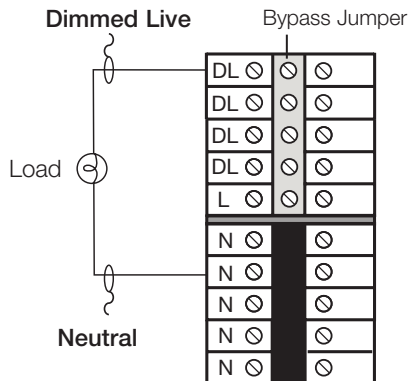 Dimmed Live
Bypass Jumper
DL
DL
DL
DL
Load
L
N
N
N
N
N
Neutral